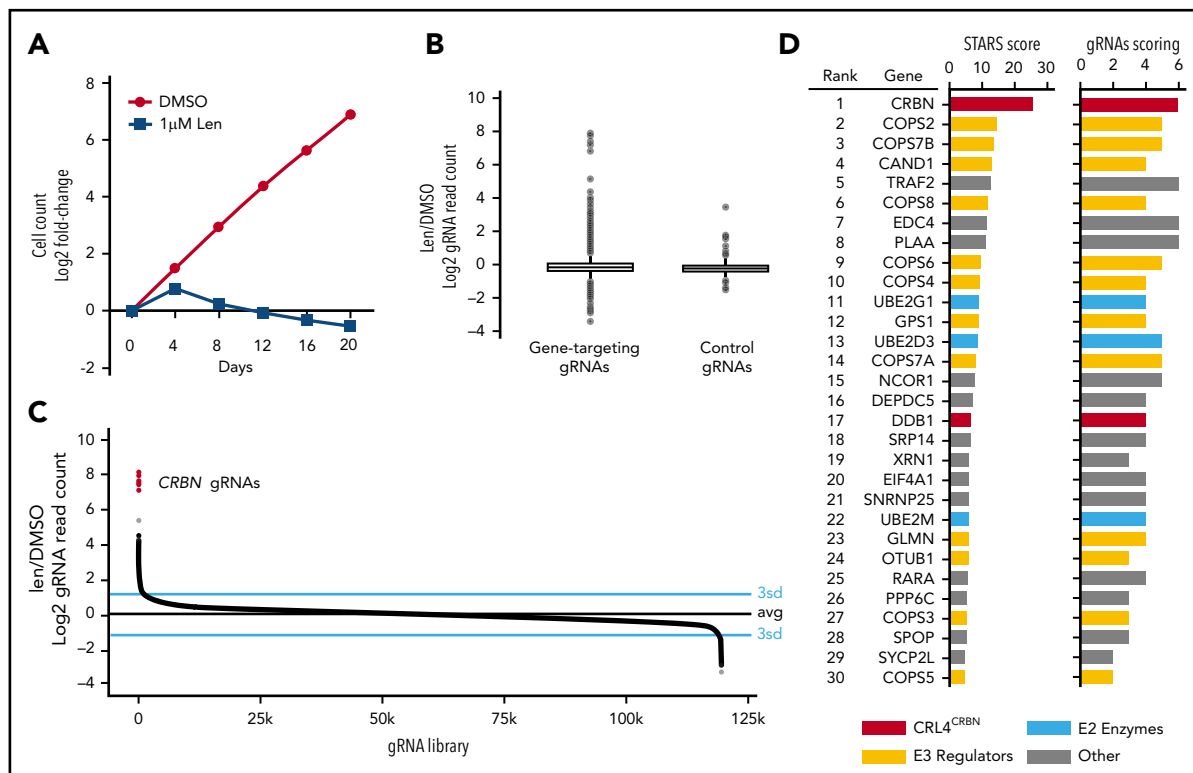 A
8
6
4
2
0
-2
Cell count
Log2 fold-change
DMSO
1μM Len
0 4 8 12 16 20
Days
B
10
8
6
4
2
0
−2
−4
Len/DMSO
Log2 gRNA read count
Gene-targeting
gRNAs
Control
gRNAs
C
10
8
6
4
2
0
−2
−4
len/DMSO
Log2 gRNA read count
CRBN gRNAs
3sd
avg
3sd
0 25k 50k 75k 100k 125k
gRNA library
D
STARS score gRNAs scoring
Rank Gene 0 10 20 30 0 2 4 6
1 CRBN
2 COPS2
3 COPS7B
4 CAND1
5 TRAF2
6 COPS8
7 EDC4
8 PLAA
9 COPS6
10 COPS4
11 UBE2G1
12 GPS1
13 UBE2D3
14 COPS7A
15 NCOR1
16 DEPDC5
17 DDB1
18 SRP14
19 XRN1
20 EIF4A1
21 SNRNP25
22 UBE2M
23 GLMN
24 OTUB1
25 RARA
26 PPP6C
27 COPS3
28 SPOP
29 SYCP2L
30 COPS5
CRL4CRBN E2 Enzymes
E3 Regulators Other